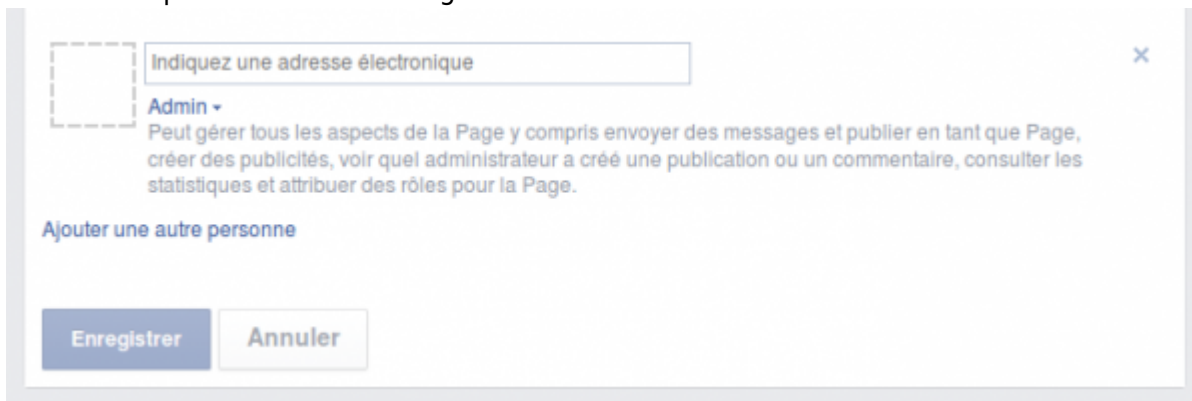 Indiquez une adresse électronique
Admin
Peut gérer tous les aspects de la Page y compris envoyer des messages et publier en tant que Page,
créer des publicités, voir quel administrateur a créé une publication ou un commentaire, consulter les
statistiques et attribuer des rôles pour la Page.
Ajouter une autre personne
Enregistrer Annuler